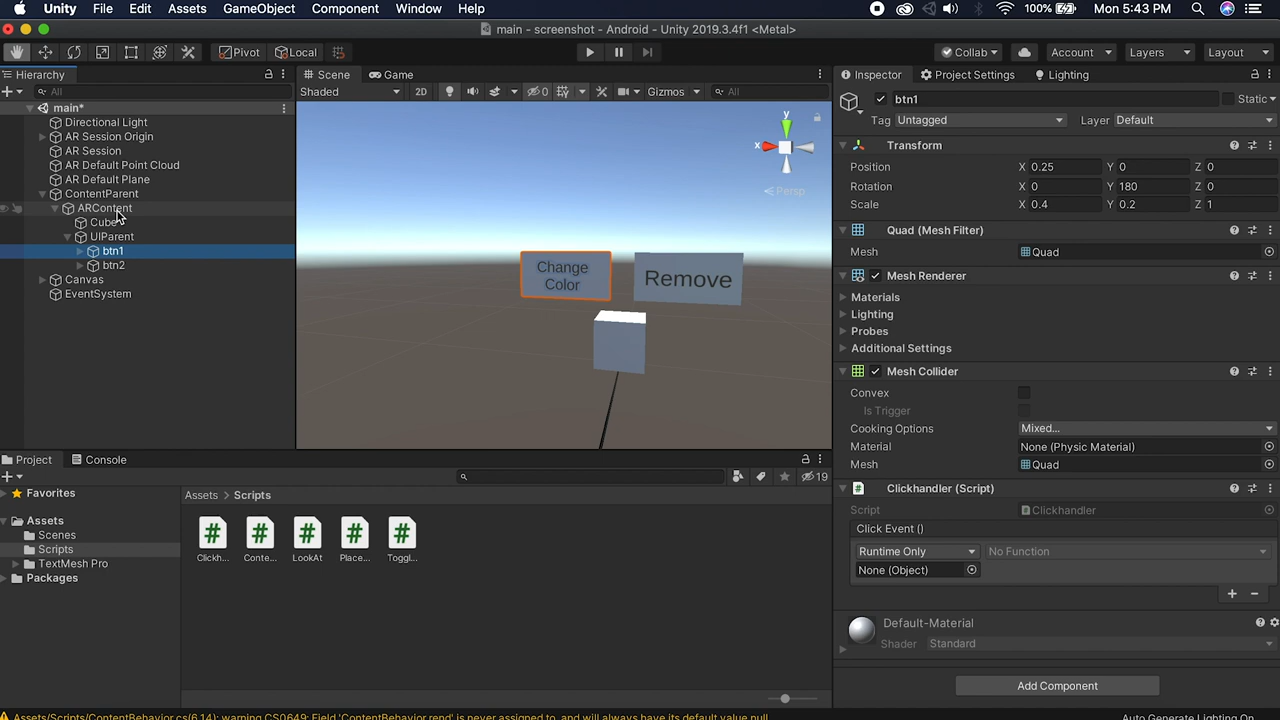 Unity File Edit Assets GameObject Component Window Help 100% Mon 5:43 PM
main - screenshot - Android - Unity 2019.3.4f1 <Metal>
Pivot Local Collab Account Layers Layout
Hierarchy Scene Game Inspector Project Settings Lighting
All Shaded 2D 0 Gizmos All btn1 Static
main*
Tag Untagged Layer Default
Directional Light
AR Session Origin
AR Session
AR Default Point Cloud
AR Default Plane
ContentParent
ARContent
Cube
UIParent
btn1
btn2
Canvas
EventSystem
y
x
Persp
Change
Color
Remove
Transform
Position X 0.25 Y 0 Z 0
Rotation X 0 Y 180 Z 0
Scale X 0.4 Y 0.2 Z 1
Quad (Mesh Filter)
Mesh Quad
Mesh Renderer
Materials
Lighting
Probes
Additional Settings
Mesh Collider
Convex
Is Trigger
Cooking Options Mixed...
Material None (Physic Material)
Mesh Quad
Clickhandler (Script)
Script Clickhandler
Click Event ()
Runtime Only No Function
None (Object)
Default-Material
Shader Standard
Add Component
Project Console
19
Favorites
Assets
Scenes
Scripts
TextMesh Pro
Packages
Assets > Scripts
Clickh... Conte... LookAt Place... Toggl...
Assets/Scripts/ContentBehavior.cs(6,14): warning CS0649: Field 'ContentBehavior.rend' is never assigned to, and will always have its default value null
Auto Generate Lighting On